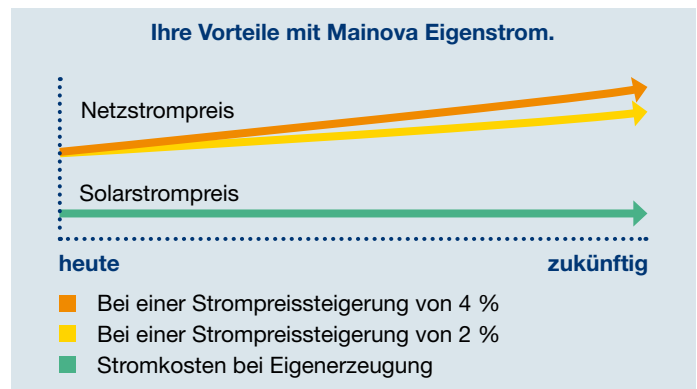 Ihre Vorteile mit Mainova Eigenstrom.
Netzstrompreis
Solarstrompreis
heute zukünftig
Bei einer Strompreissteigerung von 4 %
Bei einer Strompreissteigerung von 2 %
Stromkosten bei Eigenerzeugung